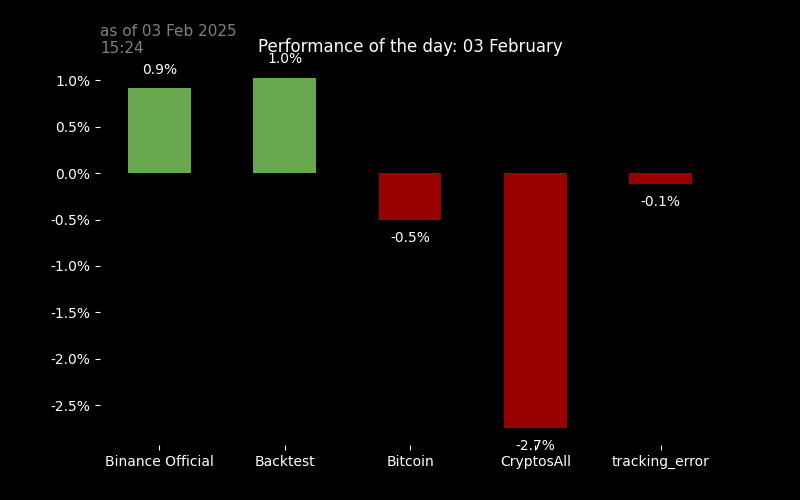 as of 03 Feb 2025
15:24
Performance of the day: 03 February
0.9%
1.0%
-0.5%
-2.7%
-0.1%
1.0%
0.5%
0.0%
-0.5%
-1.0%
-1.5%
-2.0%
-2.5%
Binance Official
Backtest
Bitcoin
CryptosAll
tracking_error